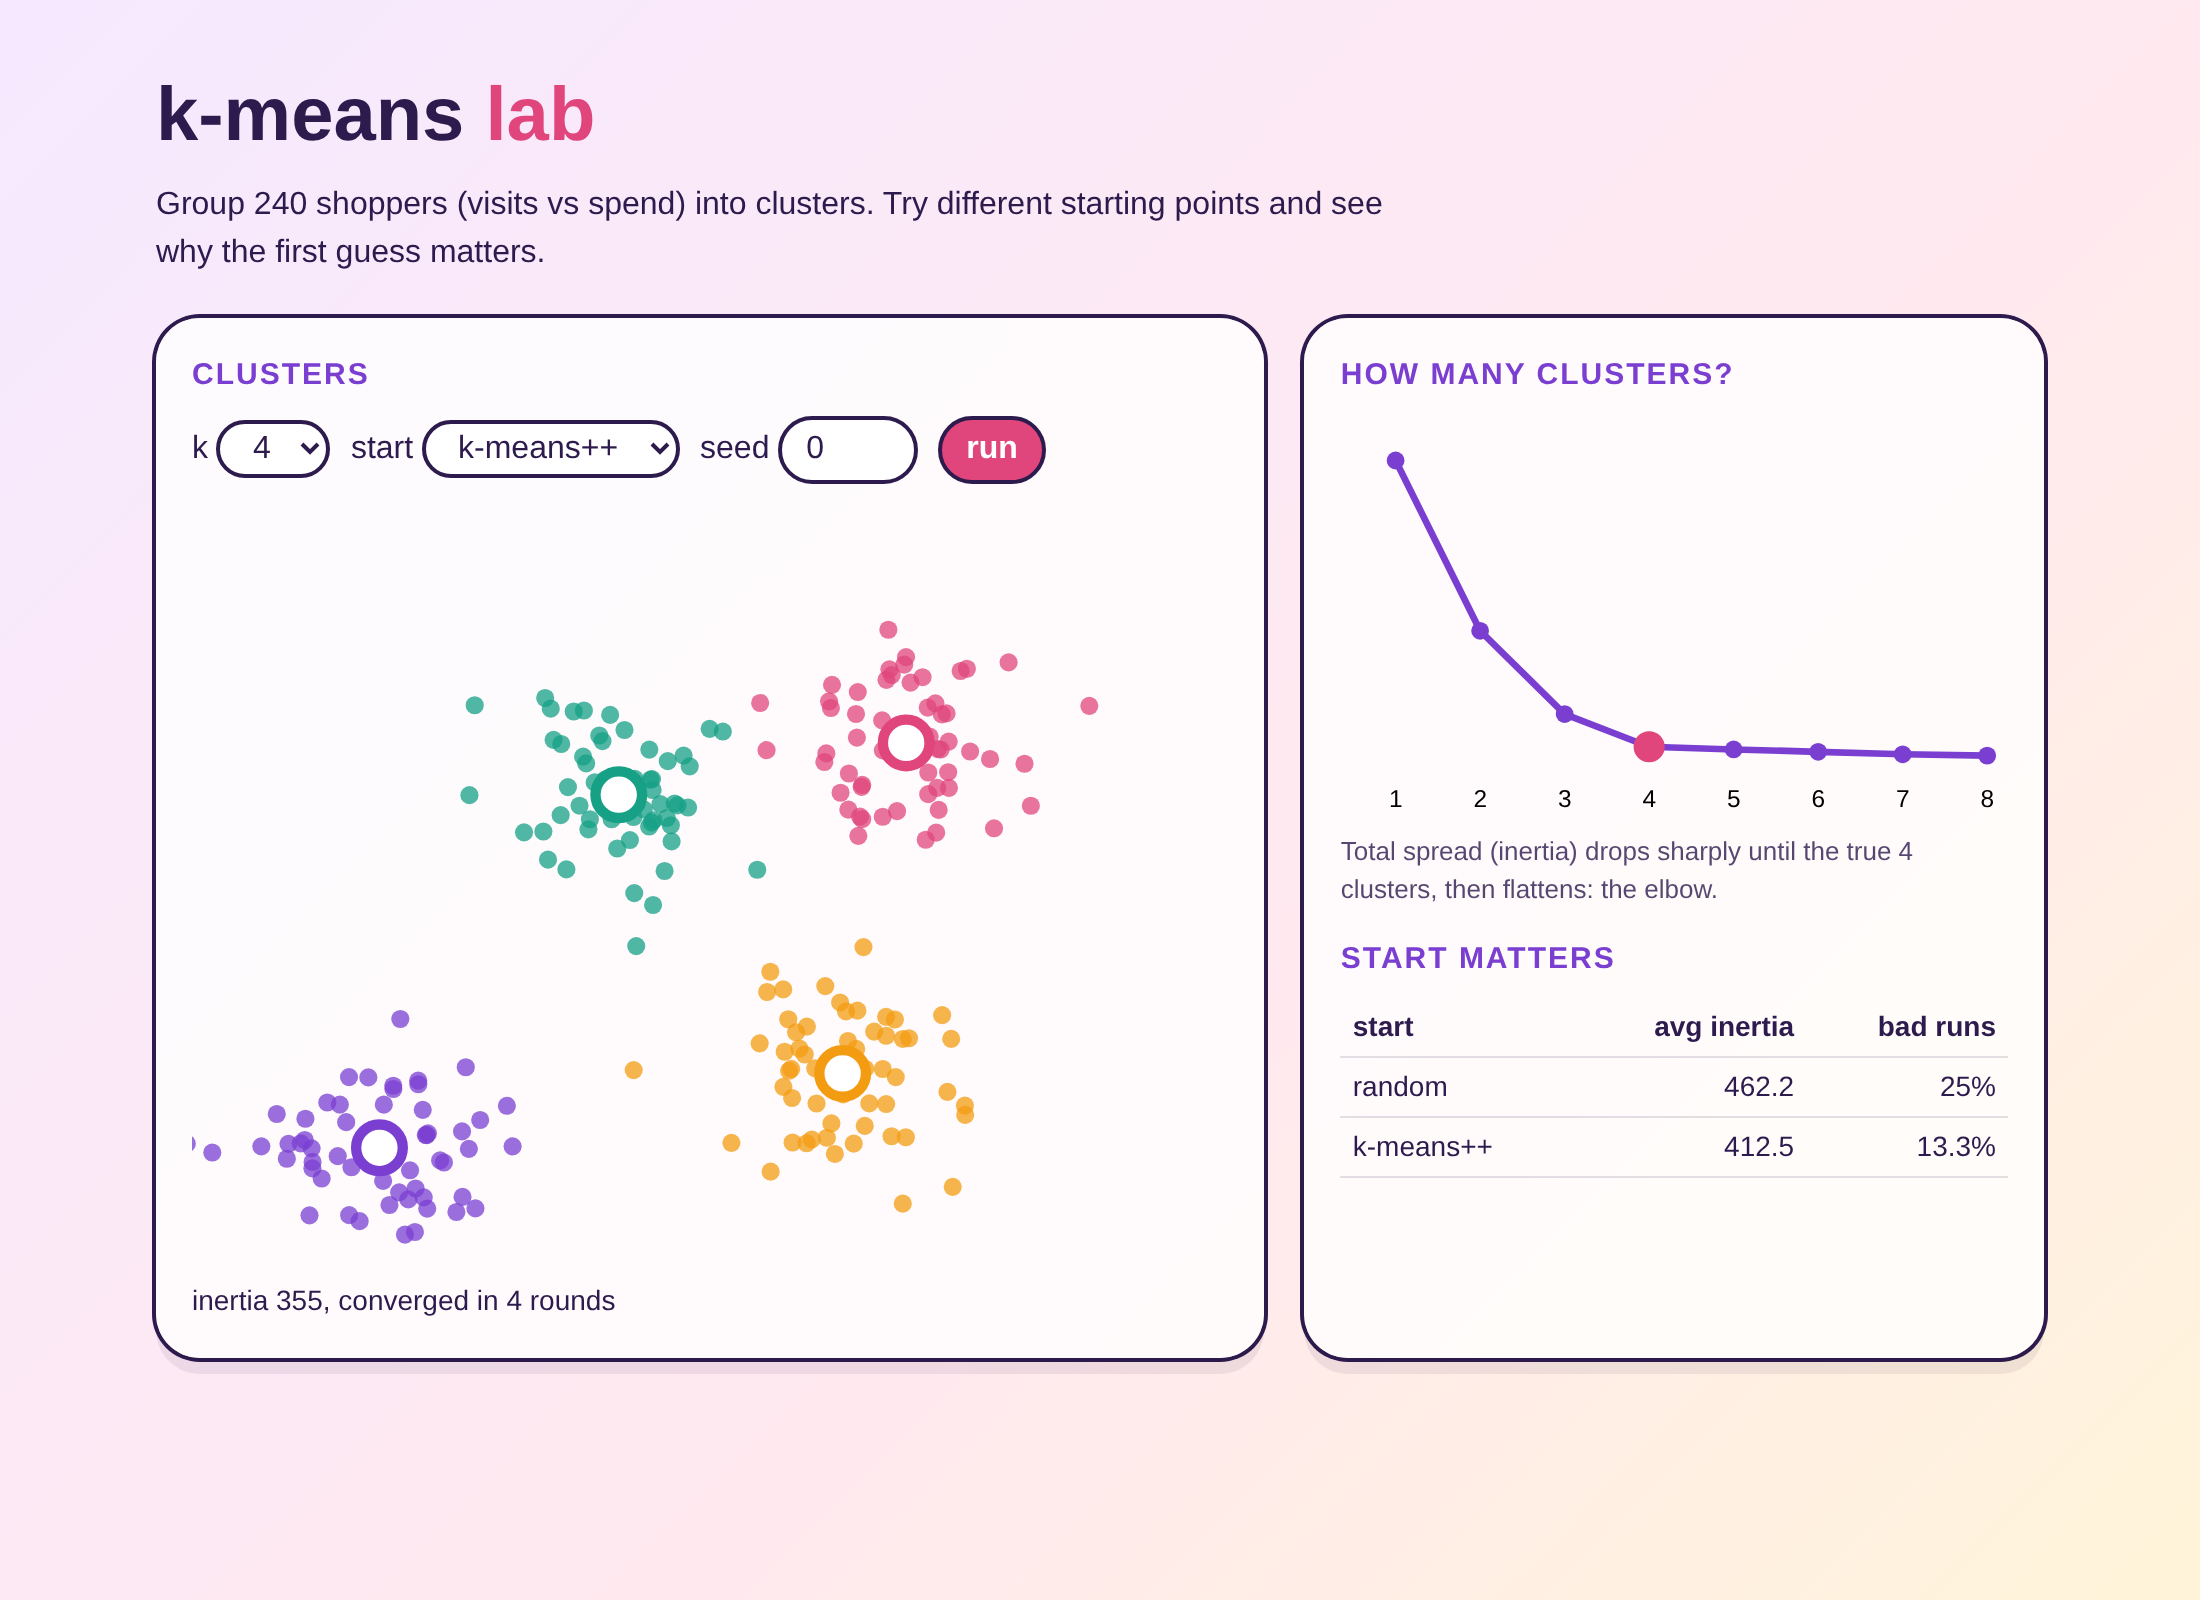 k-means lab
Group 240 shoppers (visits vs spend) into clusters. Try different starting points and see
why the first guess matters.
CLUSTERS
k 4 start k-means++ seed 0 run
inertia 355, converged in 4 rounds
HOW MANY CLUSTERS?
1 2 3 4 5 6 7 8
Total spread (inertia) drops sharply until the true 4
clusters, then flattens: the elbow.
START MATTERS
start avg inertia bad runs
random 462.2 25%
k-means++ 412.5 13.3%